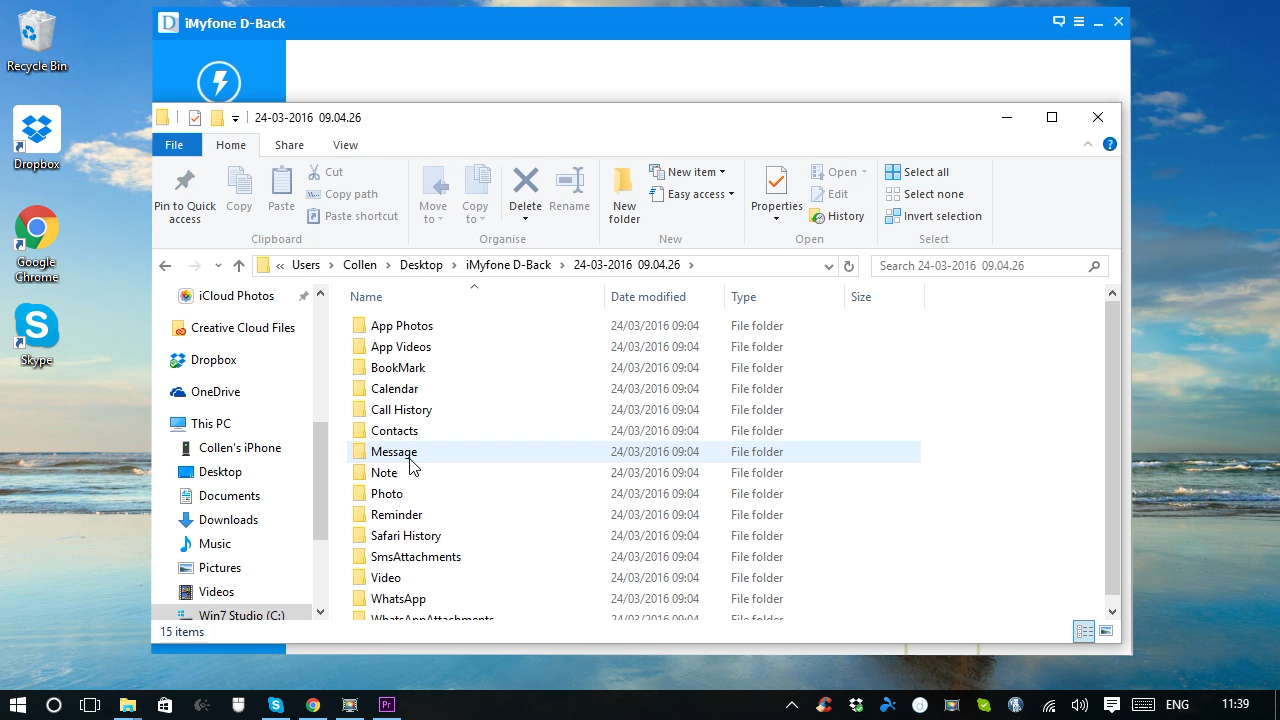 iMyfone D-Back
Recycle Bin
Dropbox
Google
Chrome
Skype
24-03-2016 09.04.26
File
Home
Share
View
Pin to Quick
access
Copy
Paste
Cut
Copy path
Paste shortcut
Clipboard
Move
to
Copy
to
Delete
Rename
Organise
New
folder
New item
Easy access
New
Properties
Open
Edit
History
Open
Select all
Select none
Invert selection
Select
« Users > Collen > Desktop > iMyfone D-Back > 24-03-2016 09.04.26 >
Search 24-03-2016 09.04.26
iCloud Photos
Creative Cloud Files
Dropbox
OneDrive
This PC
Collen's iPhone
Desktop
Documents
Downloads
Music
Pictures
Videos
Win7 Studio (C:)
Name Date modified Type Size
App Photos 24/03/2016 09:04 File folder
App Videos 24/03/2016 09:04 File folder
BookMark 24/03/2016 09:04 File folder
Calendar 24/03/2016 09:04 File folder
Call History 24/03/2016 09:04 File folder
Contacts 24/03/2016 09:04 File folder
Message 24/03/2016 09:04 File folder
Note 24/03/2016 09:04 File folder
Photo 24/03/2016 09:04 File folder
Reminder 24/03/2016 09:04 File folder
Safari History 24/03/2016 09:04 File folder
SmsAttachments 24/03/2016 09:04 File folder
Video 24/03/2016 09:04 File folder
WhatsApp 24/03/2016 09:04 File folder
WhatsAppAttachments 24/03/2016 09:04 File folder
15 items
Pr
ENG
11:39